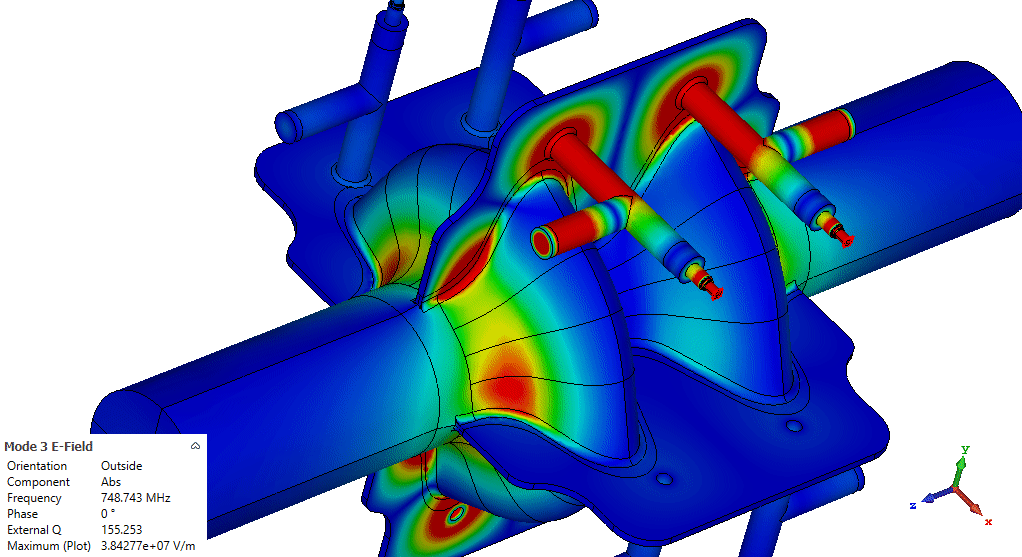 Mode 3 E-Field
Orientation Outside
Component Abs
Frequency 748.743 MHz
Phase 0 °
External Q 155.253
Maximum (Plot) 3.84277e+07 V/m
y
z
x